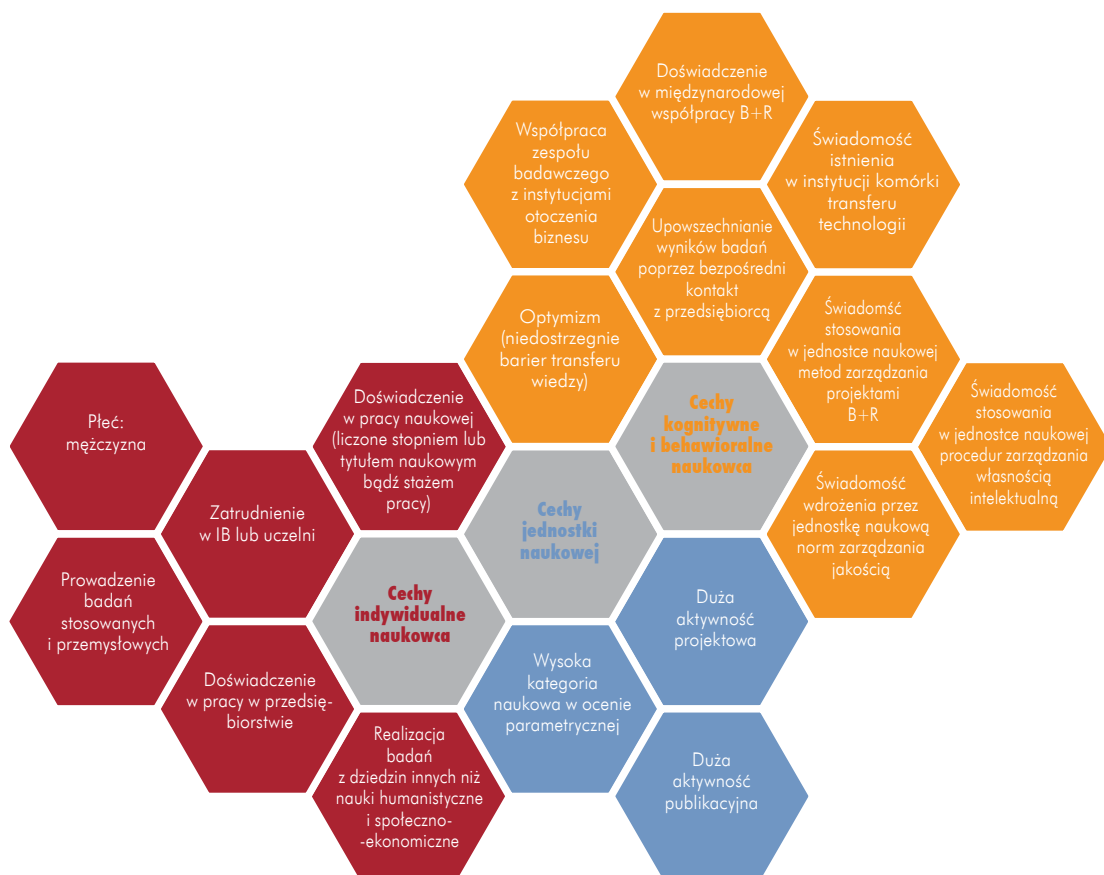 Doświadczenie
w międzynarodowej
współpracy B+R
Współpraca
zespołu
badawczego
z instytucjami
otoczenia
biznesu
Świadomość
istnienia
w instytucji komórki
transferu
technologii
Upowszechnianie
wyników badań
poprzez bezpośredni
kontakt
z przedsiębiorcą
Optymizm
(niedostrzegnie
barier transferu
wiedzy)
Świadomść
stosowania
w jednostce naukowej
metod zarządzania
projektami
B+R
Świadomość
stosowania
w jednostce naukowej
procedur zarządzania
własnością
intelektualną
Cechy
kognitywne
i behawioralne
naukowca
Świadomość
wdrożenia przez
jednostkę naukową
norm zarządzania
jakością
Płeć:
mężczyzna
Doświadczenie
w pracy naukowej
(liczone stopniem lub
tytułem naukowym
bądź stażem
pracy)
Zatrudnienie
w IB lub uczelni
Cechy
jednostki
naukowej
Prowadzenie
badań
stosowanych
i przemysłowych
Cechy
indywidualne
naukowca
Duża
aktywność
projektowa
Doświadczenie
w pracy w przedsię-
biorstwie
Wysoka
kategoria
naukowa w ocenie
parametrycznej
Realizacja
badań
z dziedzin innych niż
nauki humanistyczne
i społeczno-
-ekonomiczne
Duża
aktywność
publikacyjna